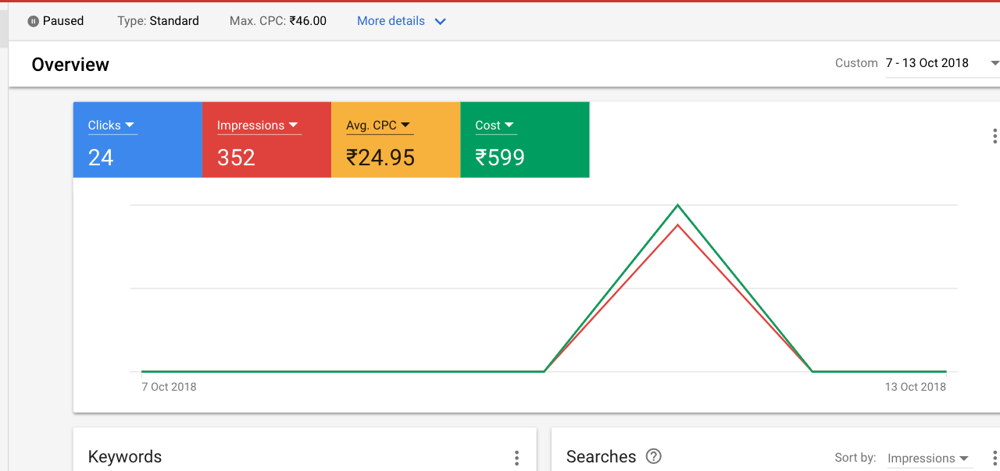 Paused Type: Standard Max. CPC: ₹46.00 More details
Overview
Custom 7 - 13 Oct 2018
Clicks Impressions Avg. CPC Cost
24 352 ₹24.95 ₹599
7 Oct 2018 13 Oct 2018
Keywords Searches Sort by: Impressions